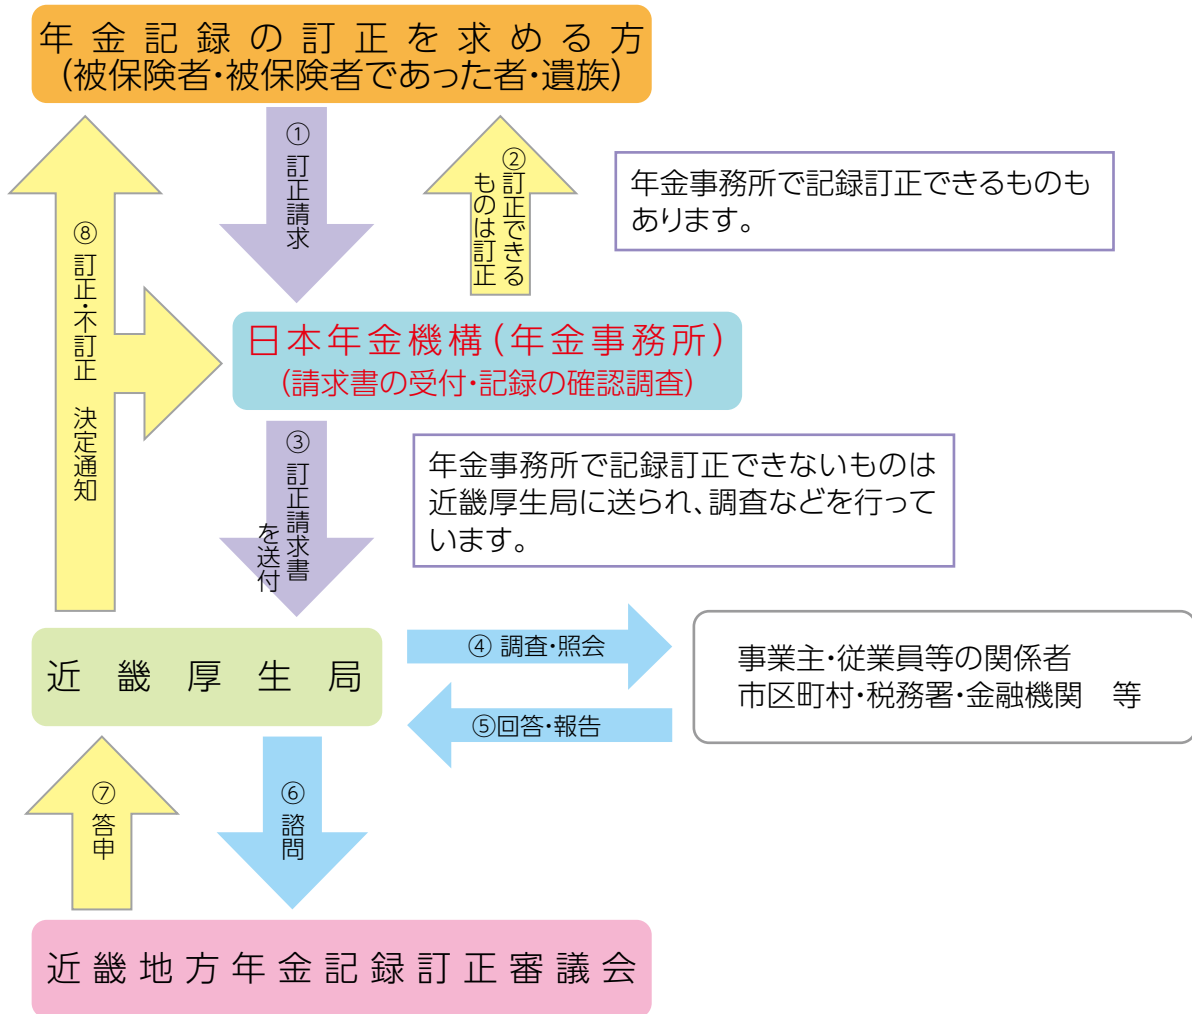 年金記録の訂正を求める方
(被保険者・被保険者であった者・遺族)
① 訂正請求
②訂正できる
ものは訂正
年金事務所で記録訂正できるものも
あります。
⑧ 訂正・不訂正　決定通知
日本年金機構(年金事務所)
(請求書の受付・記録の確認調査)
③ 訂正請求書
を送付
年金事務所で記録訂正できないものは
近畿厚生局に送られ、調査などを行って
います。
近畿厚生局
④ 調査・照会
⑤回答・報告
事業主・従業員等の関係者
市区町村・税務署・金融機関　等
⑦ 答申
⑥ 諮問
近畿地方年金記録訂正審議会